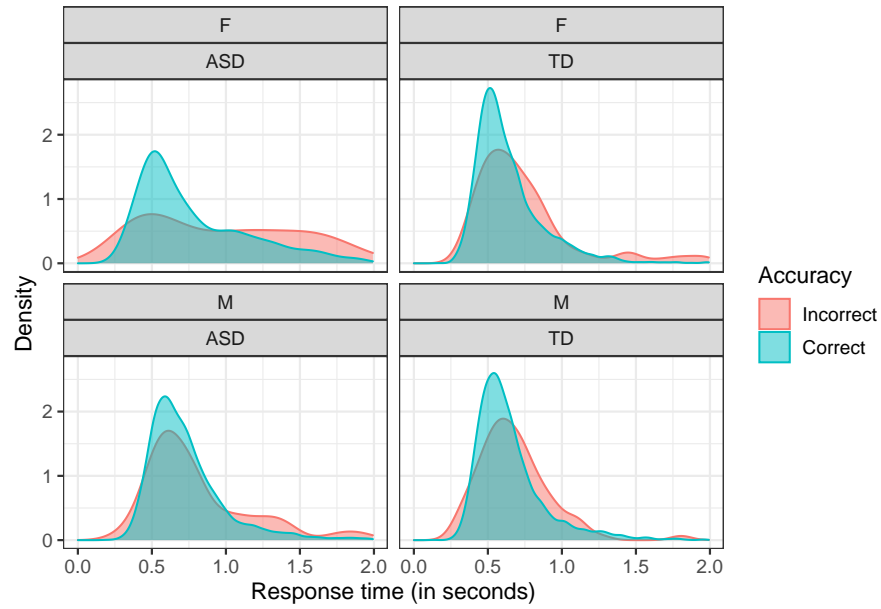 F
F
ASD
TD
2
1
0
M
M
ASD
TD
2
1
0
0.0 0.5 1.0 1.5 2.0
0.0 0.5 1.0 1.5 2.0
Response time (in seconds)
Density
Accuracy
Incorrect
Correct